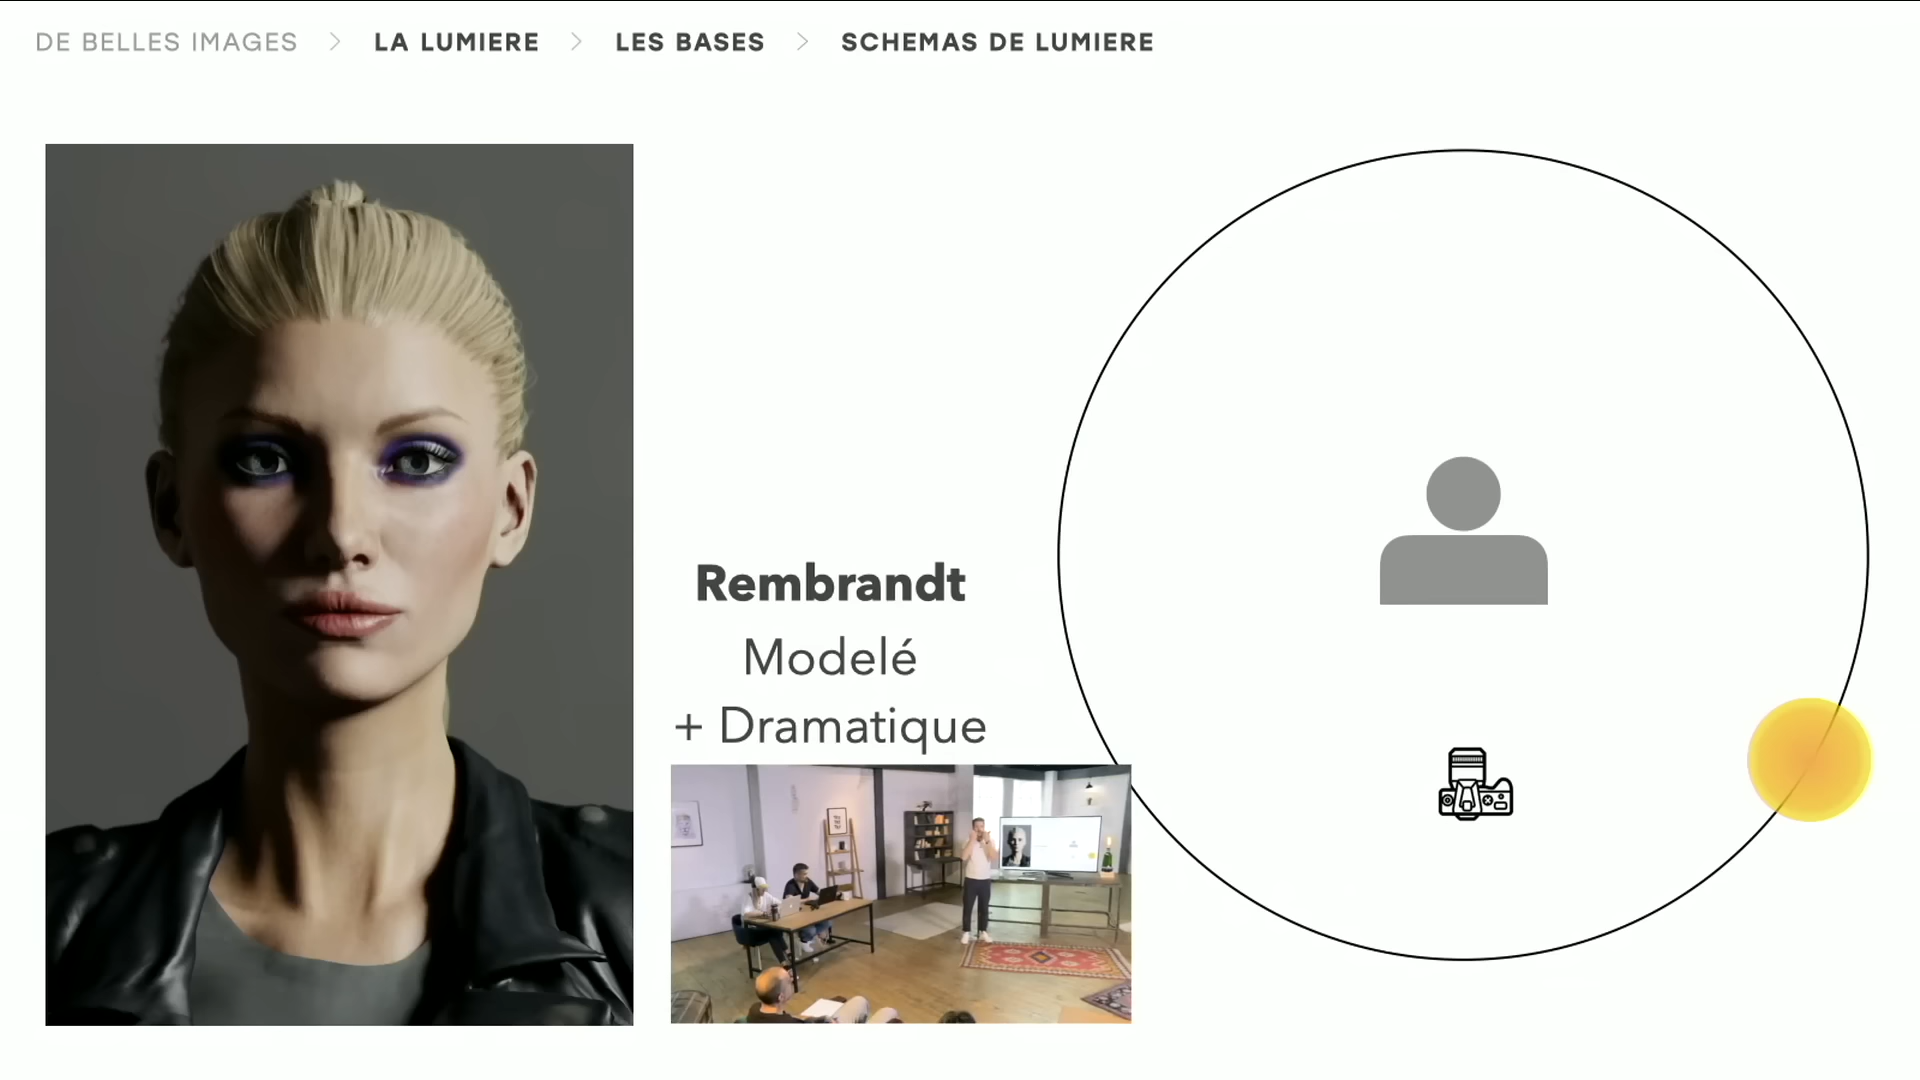 DE BELLES IMAGES > LA LUMIERE > LES BASES > SCHEMAS DE LUMIERE
Rembrandt
Modelé
+ Dramatique